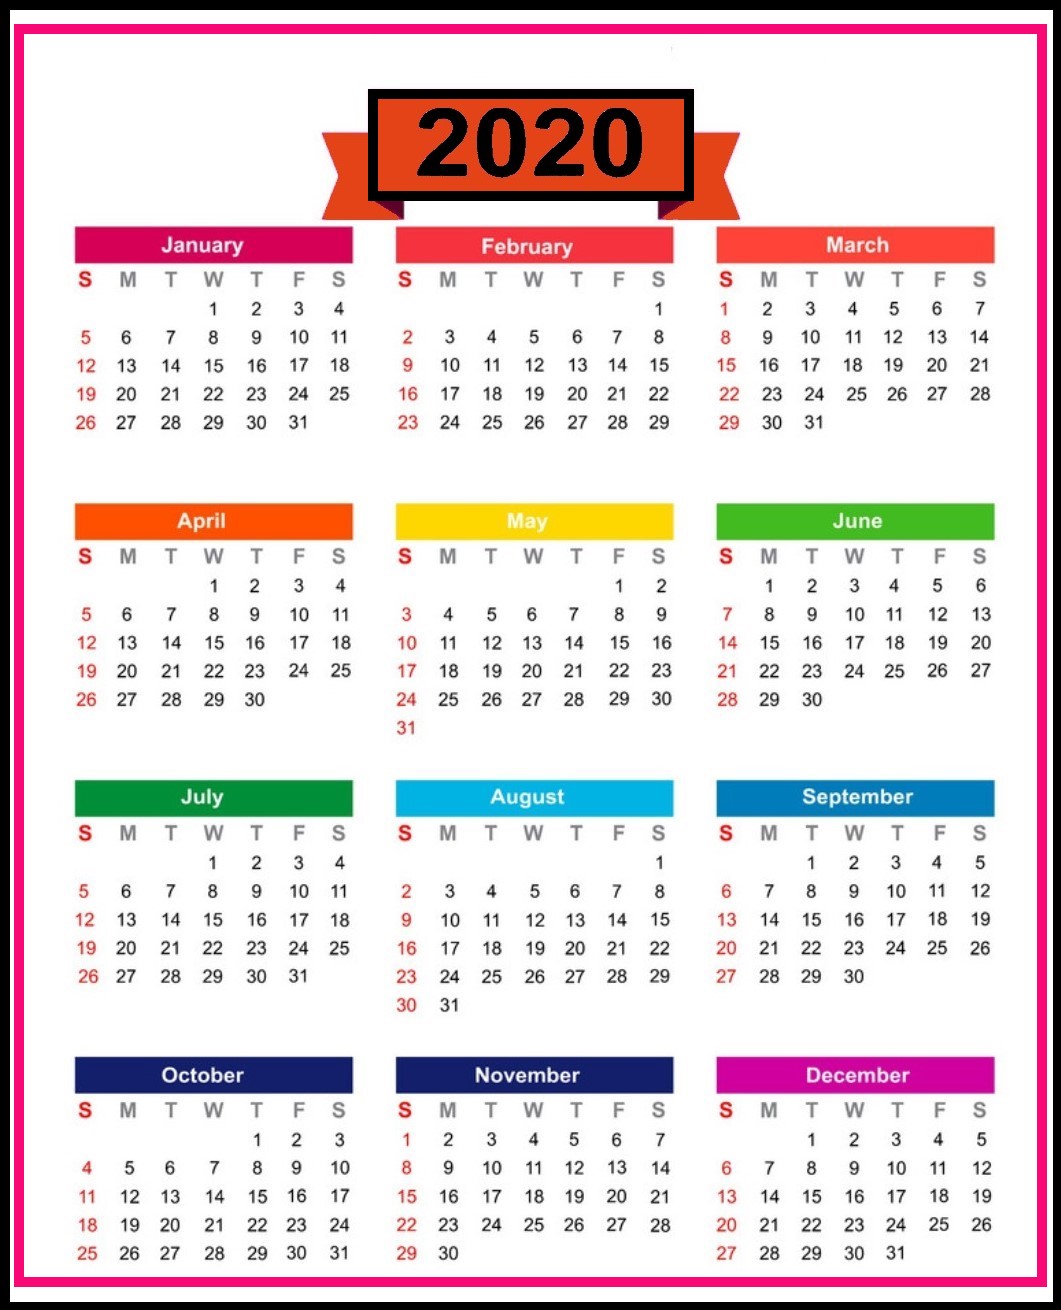 2020
January
S M T W T F S
1 2 3 4
5 6 7 8 9 10 11
12 13 14 15 16 17 18
19 20 21 22 23 24 25
26 27 28 29 30 31
February
S M T W T F S
1
2 3 4 5 6 7 8
9 10 11 12 13 14 15
16 17 18 19 20 21 22
23 24 25 26 27 28 29
March
S M T W T F S
1 2 3 4 5 6 7
8 9 10 11 12 13 14
15 16 17 18 19 20 21
22 23 24 25 26 27 28
29 30 31
April
S M T W T F S
1 2 3 4
5 6 7 8 9 10 11
12 13 14 15 16 17 18
19 20 21 22 23 24 25
26 27 28 29 30
May
S M T W T F S
1 2
3 4 5 6 7 8 9
10 11 12 13 14 15 16
17 18 19 20 21 22 23
24 25 26 27 28 29 30
31
June
S M T W T F S
1 2 3 4 5 6
7 8 9 10 11 12 13
14 15 16 17 18 19 20
21 22 23 24 25 26 27
28 29 30
July
S M T W T F S
1 2 3 4
5 6 7 8 9 10 11
12 13 14 15 16 17 18
19 20 21 22 23 24 25
26 27 28 29 30 31
August
S M T W T F S
1
2 3 4 5 6 7 8
9 10 11 12 13 14 15
16 17 18 19 20 21 22
23 24 25 26 27 28 29
30 31
September
S M T W T F S
1 2 3 4 5
6 7 8 9 10 11 12
13 14 15 16 17 18 19
20 21 22 23 24 25 26
27 28 29 30
October
S M T W T F S
1 2 3
4 5 6 7 8 9 10
11 12 13 14 15 16 17
18 19 20 21 22 23 24
25 26 27 28 29 30 31
November
S M T W T F S
1 2 3 4 5 6 7
8 9 10 11 12 13 14
15 16 17 18 19 20 21
22 23 24 25 26 27 28
29 30
December
S M T W T F S
1 2 3 4 5
6 7 8 9 10 11 12
13 14 15 16 17 18 19
20 21 22 23 24 25 26
27 28 29 30 31